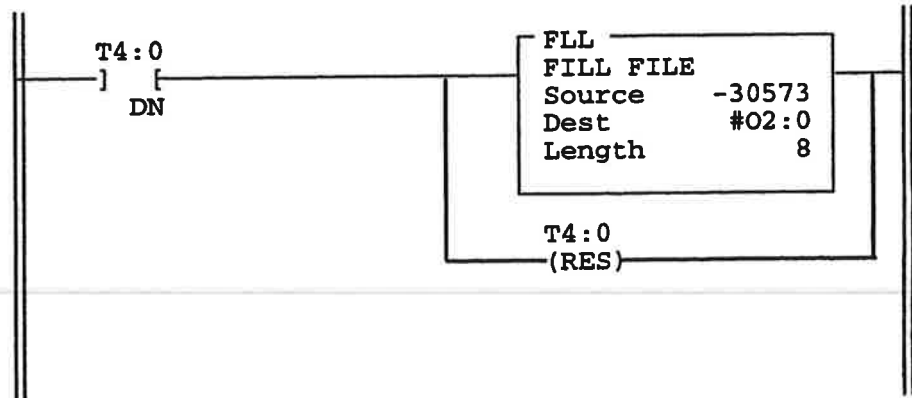 T4:0
] [
DN
FLL
FILL FILE
Source -30573
Dest #O2:0
Length 8
T4:0
(RES)